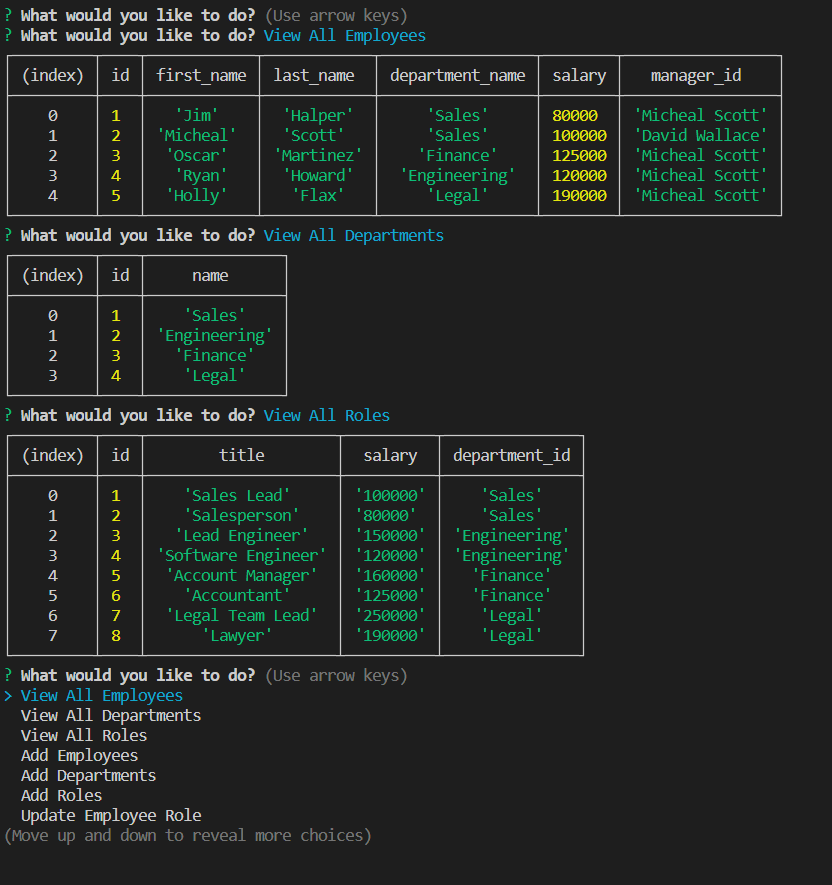 ? What would you like to do? (Use arrow keys)
? What would you like to do? View All Employees
(index) id first_name last_name department_name salary manager_id
0 1 'Jim' 'Halper' 'Sales' 80000 'Micheal Scott'
1 2 'Micheal' 'Scott' 'Sales' 100000 'David Wallace'
2 3 'Oscar' 'Martinez' 'Finance' 125000 'Micheal Scott'
3 4 'Ryan' 'Howard' 'Engineering' 120000 'Micheal Scott'
4 5 'Holly' 'Flax' 'Legal' 190000 'Micheal Scott'
? What would you like to do? View All Departments
(index) id name
0 1 'Sales'
1 2 'Engineering'
2 3 'Finance'
3 4 'Legal'
? What would you like to do? View All Roles
(index) id title salary department_id
0 1 'Sales Lead' '100000' 'Sales'
1 2 'Salesperson' '80000' 'Sales'
2 3 'Lead Engineer' '150000' 'Engineering'
3 4 'Software Engineer' '120000' 'Engineering'
4 5 'Account Manager' '160000' 'Finance'
5 6 'Accountant' '125000' 'Finance'
6 7 'Legal Team Lead' '250000' 'Legal'
7 8 'Lawyer' '190000' 'Legal'
? What would you like to do? (Use arrow keys)
> View All Employees
View All Departments
View All Roles
Add Employees
Add Departments
Add Roles
Update Employee Role
(Move up and down to reveal more choices)